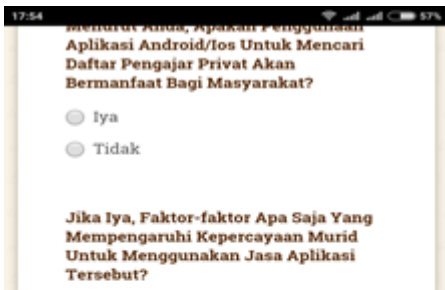 17:54 57%
Menurut Anda, Apakah Penggunaan
Aplikasi Android/Ios Untuk Mencari
Daftar Pengajar Privat Akan
Bermanfaat Bagi Masyarakat?
Iya
Tidak
Jika Iya, Faktor-faktor Apa Saja Yang
Mempengaruhi Kepercayaan Murid
Untuk Menggunakan Jasa Aplikasi
Tersebut?